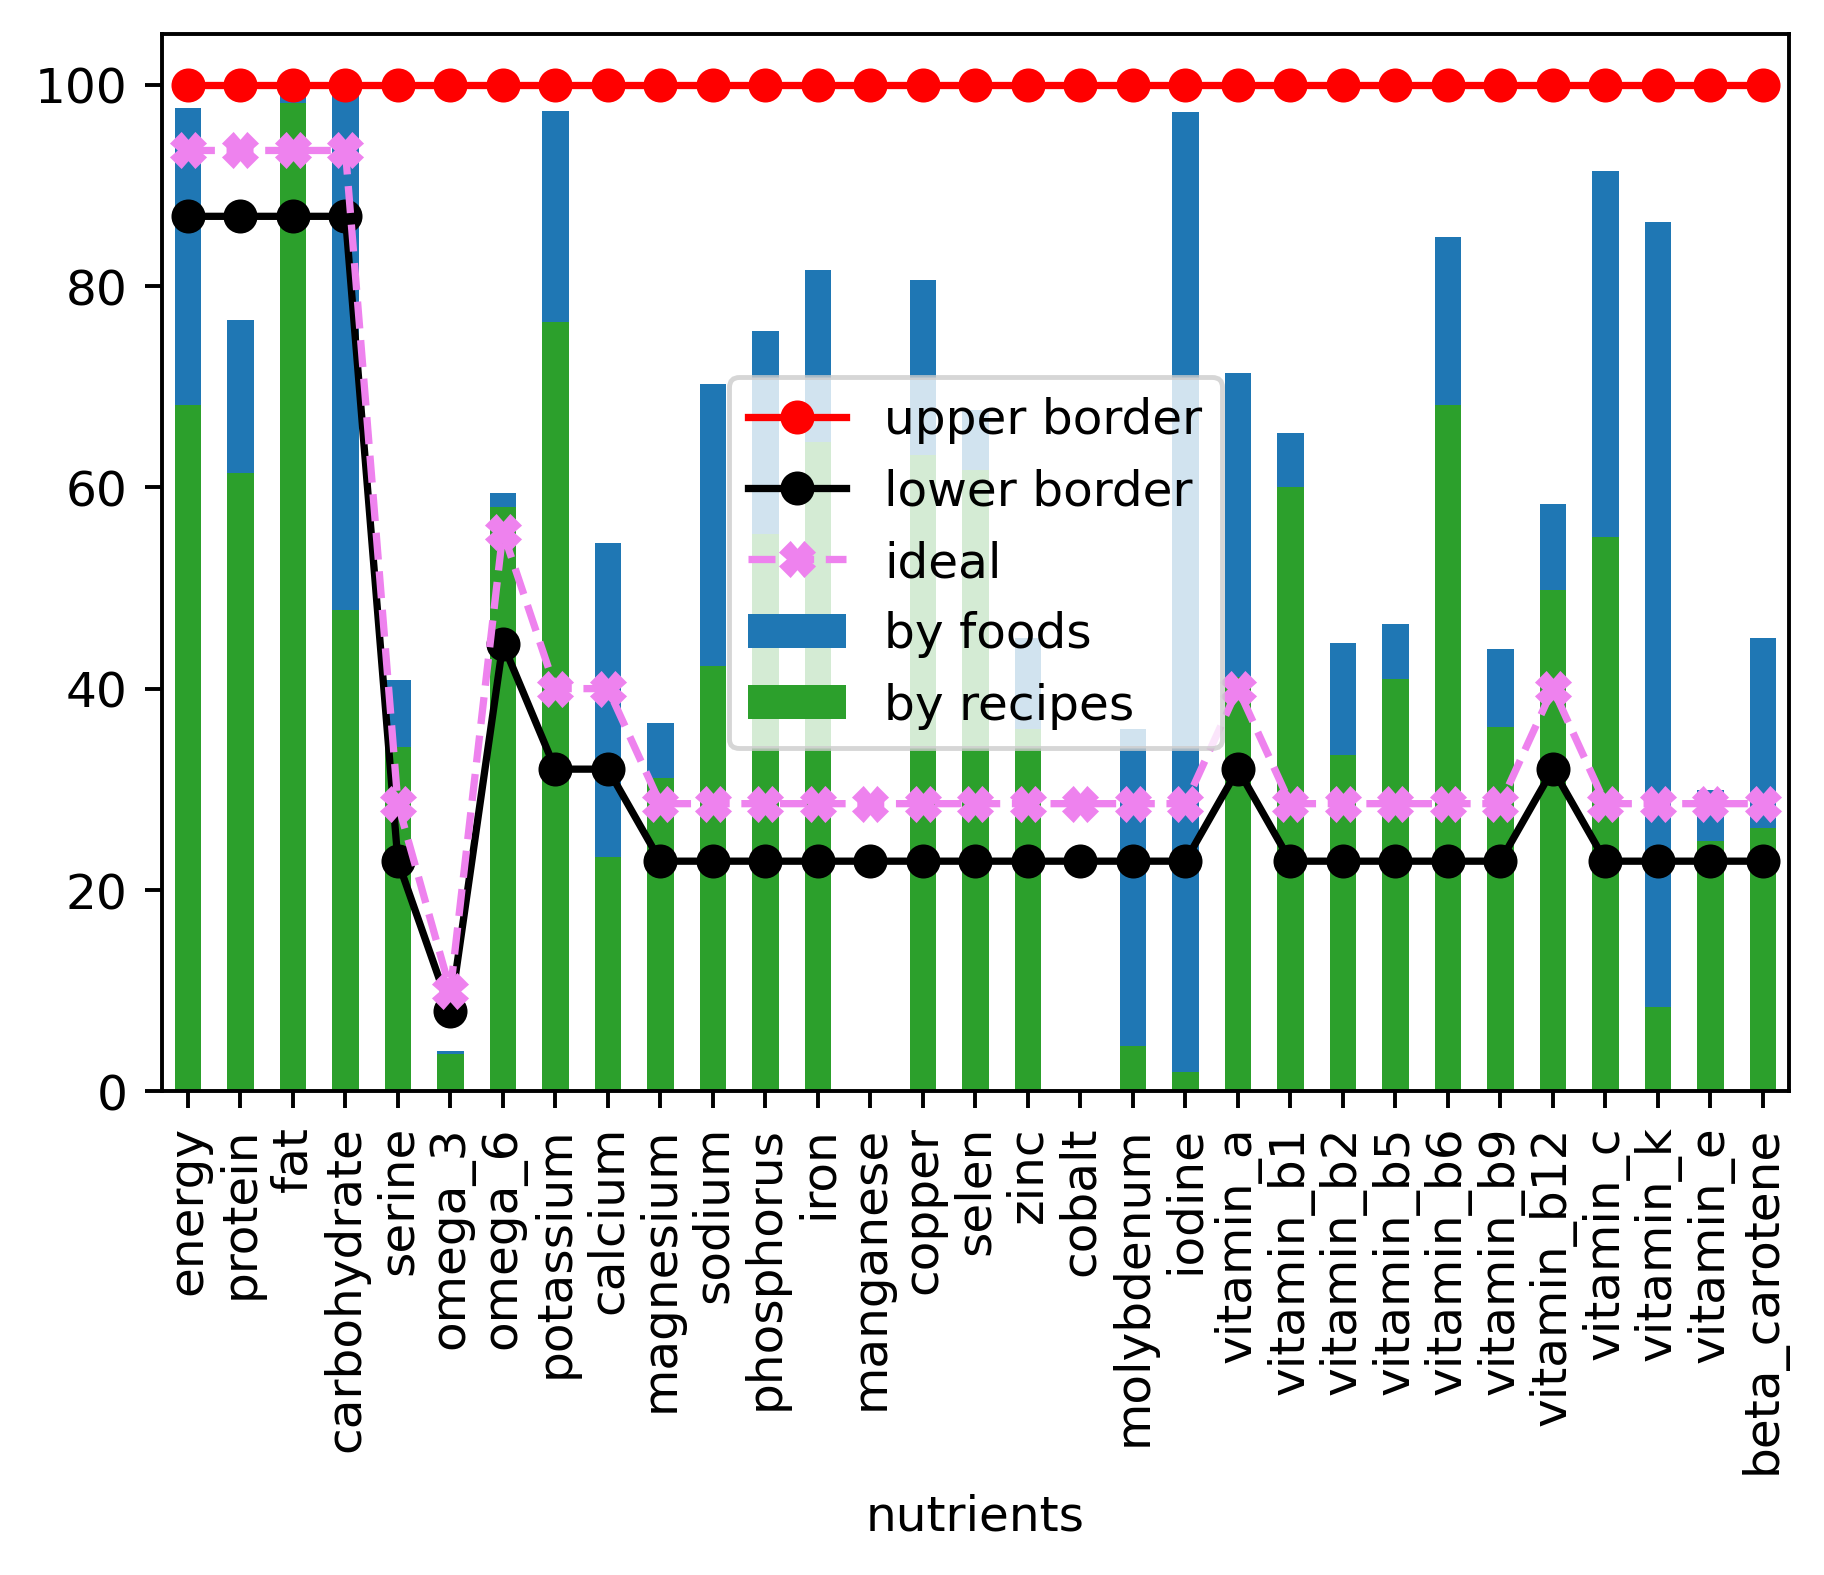 100
80
60
40
20
0
upper border
lower border
ideal
by foods
by recipes
energy
protein
fat
carbohydrate
serine
omega_3
omega_6
potassium
calcium
magnesium
sodium
phosphorus
iron
manganese
copper
selen
zinc
cobalt
molybdenum
iodine
vitamin_a
vitamin_b1
vitamin_b2
vitamin_b5
vitamin_b6
vitamin_b9
vitamin_b12
vitamin_c
vitamin_k
vitamin_e
beta_carotene
nutrients